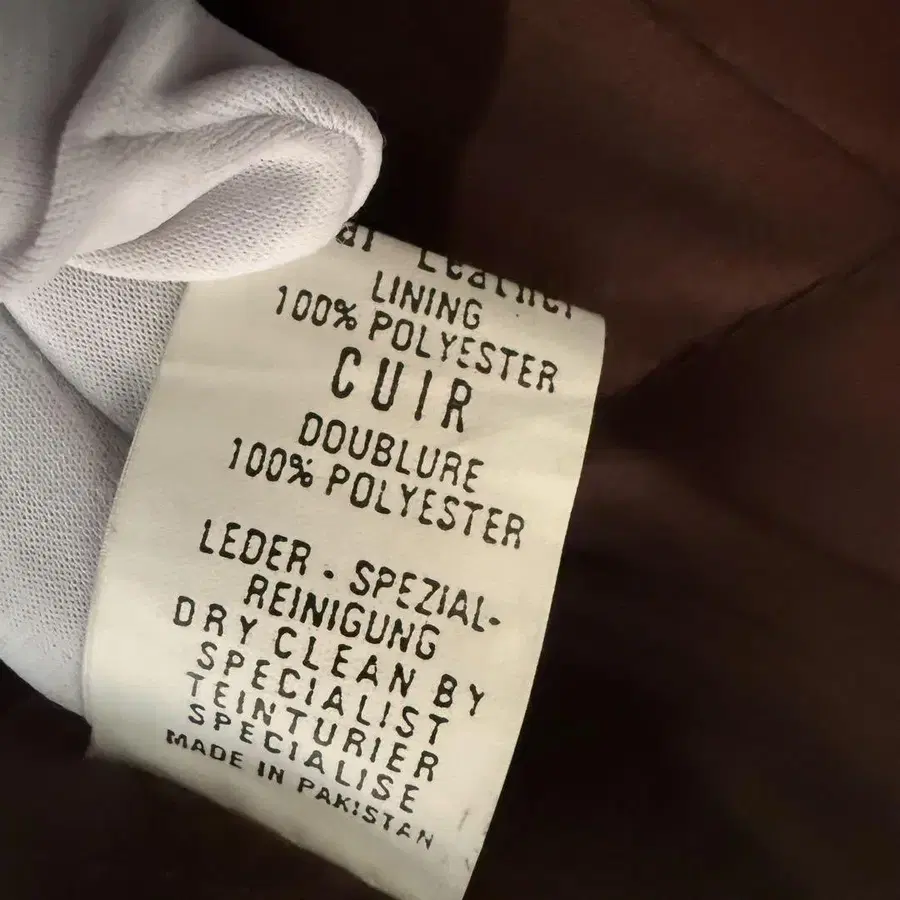 Leather
LINING
100% POLYESTER
CUIR
DOUBLURE
100% POLYESTER
LEDER - SPEZIAL-
REINIGUNG
DRY CLEAN BY
SPECIALIST
TEINTURIER
SPECIALISE
MADE IN PAKISTAN